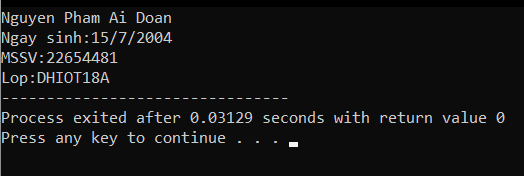 Nguyen Pham Ai Doan
Ngay sinh:15/7/2004
MSSV:22654481
Lop:DHIOT18A
--------------------------------
Process exited after 0.03129 seconds with return value 0
Press any key to continue . . .